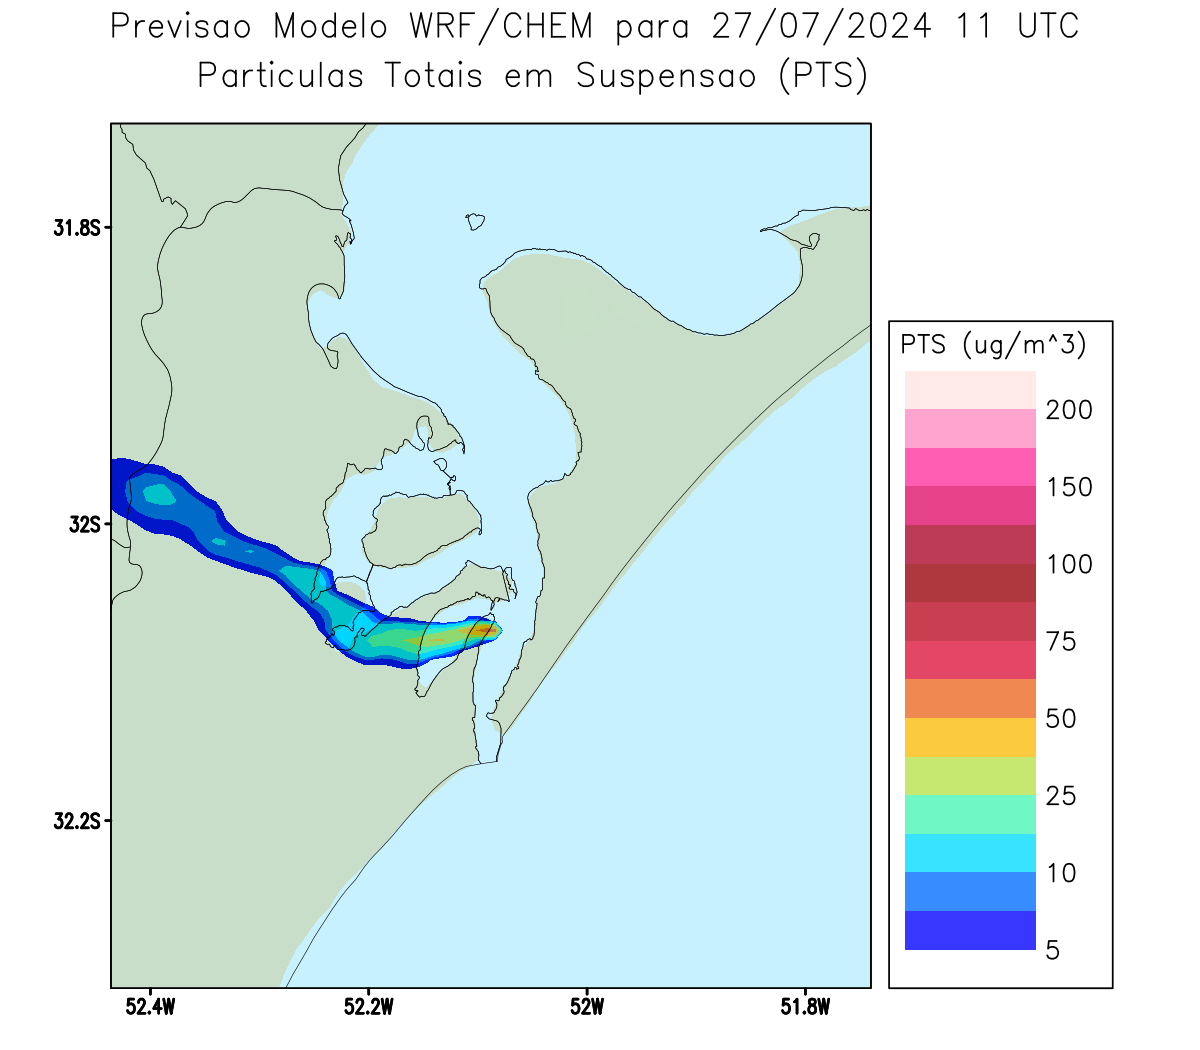 Previsao Modelo WRF/CHEM para 27/07/2024 11 UTC
Particulas Totais em Suspensao (PTS)
31.8S
32S
32.2S
52.4W
52.2W
52W
51.8W
PTS (ug/m^3)
200
150
100
75
50
25
10
5